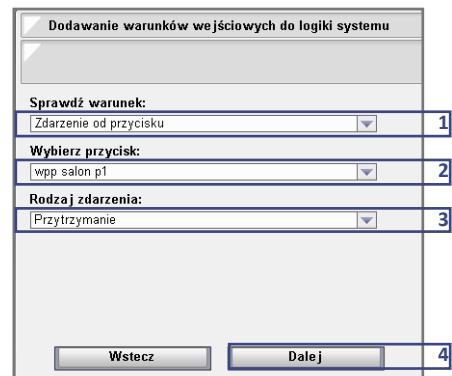 Dodawanie warunków wejściowych do logiki systemu
Sprawdź warunek:
Zdarzenie od przycisku 1
Wybierz przycisk:
wpp salon p1 2
Rodzaj zdarzenia:
Przytrzymanie 3
Wstecz Dalej 4